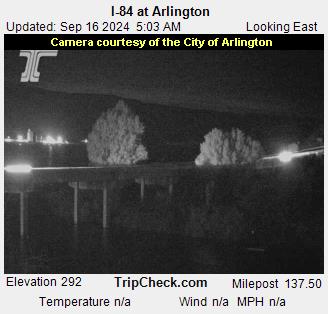 I-84 at Arlington
Updated: Sep 16 2024 5:03 AM Looking East
Camera courtesy of the City of Arlington
Elevation 292 TripCheck.com Milepost 137.50
Temperature n/a Wind n/a MPH n/a